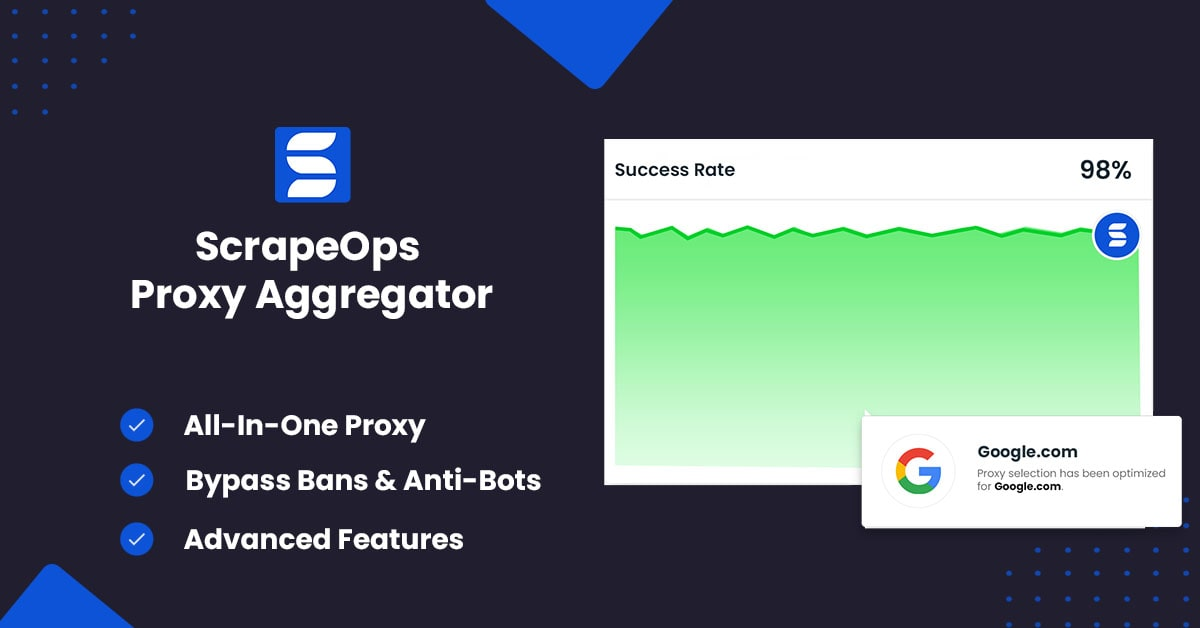 ScrapeOps
Proxy Aggregator
All-In-One Proxy
Bypass Bans & Anti-Bots
Advanced Features
Success Rate 98%
Google.com
Proxy selection has been optimized
for Google.com.